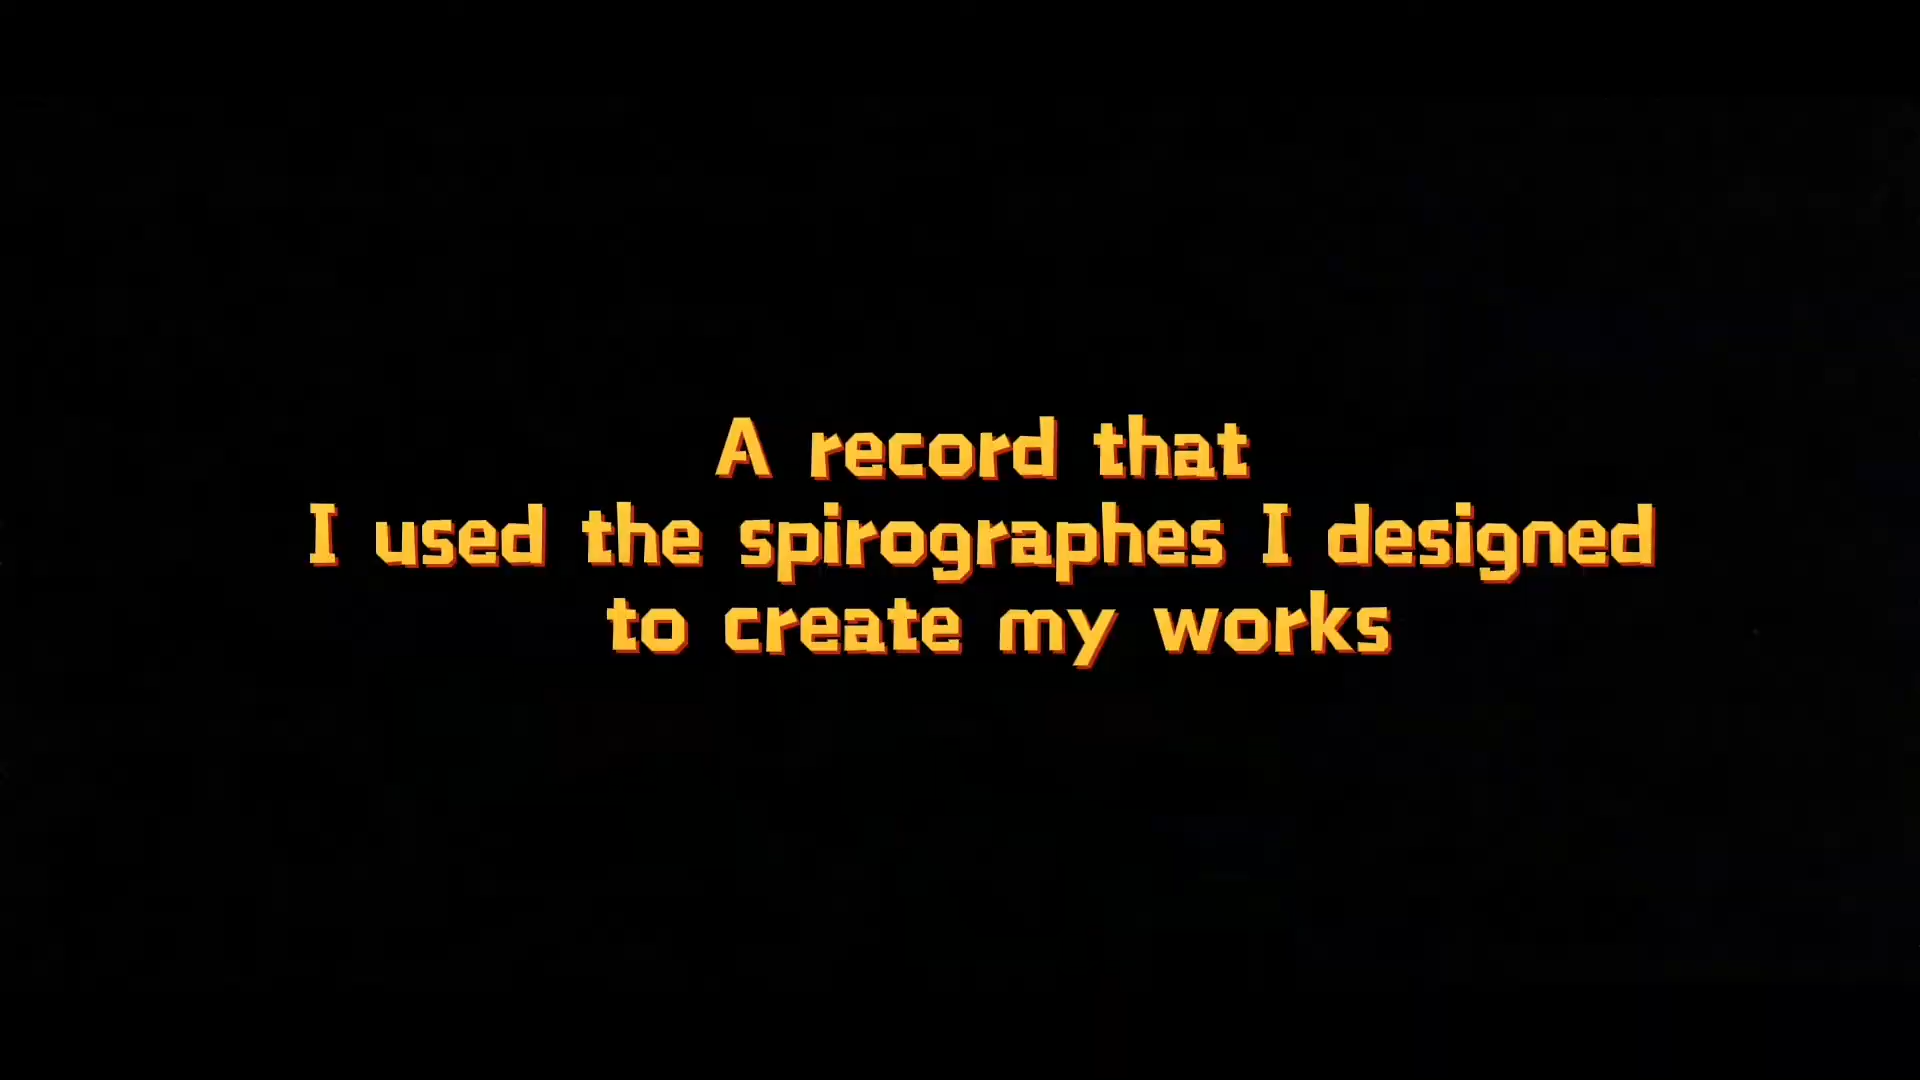 A record that
I used the spirographes I designed
to create my works